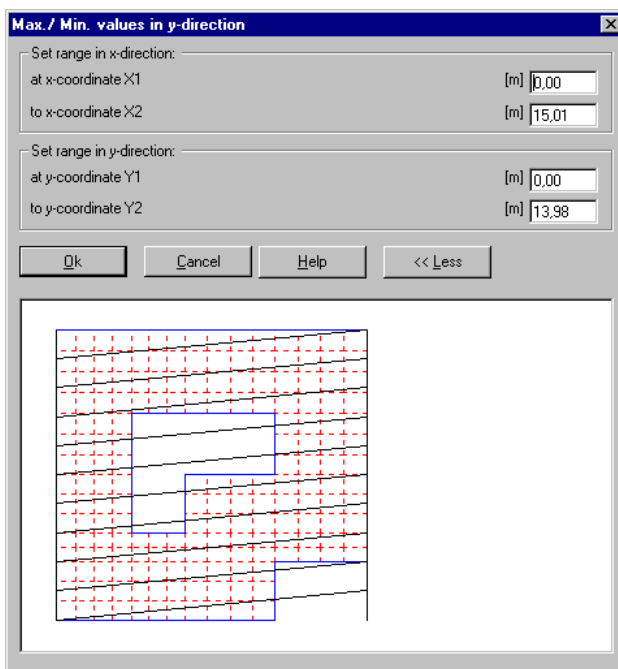 Max./ Min. values in y-direction
Set range in x-direction:
at x-coordinate X1 [m] 0,00
to x-coordinate X2 [m] 15,01
Set range in y-direction:
at y-coordinate Y1 [m] 0,00
to y-coordinate Y2 [m] 13,98
Ok Cancel Help << Less